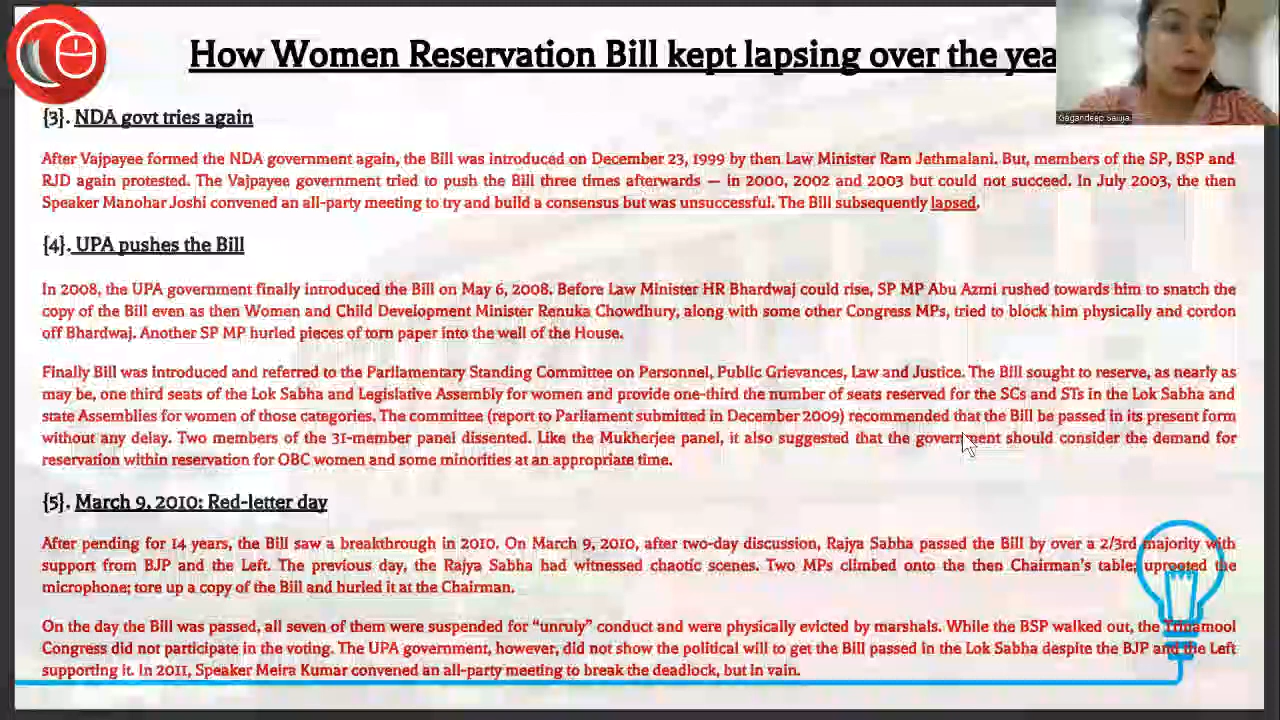 How Women Reservation Bill kept lapsing over the yea
Gagandeep Saluja
{3}. NDA govt tries again
After Vajpayee formed the NDA government again, the Bill was introduced on December 23, 1999 by then Law Minister Ram Jethmalani. But, members of the SP, BSP and
RJD again protested. The Vajpayee government tried to push the Bill three times afterwards — in 2000, 2002 and 2003 but could not succeed. In July 2003, the then
Speaker Manohar Joshi convened an all-party meeting to try and build a consensus but was unsuccessful. The Bill subsequently lapsed.
{4}. UPA pushes the Bill
In 2008, the UPA government finally introduced the Bill on May 6, 2008. Before Law Minister HR Bhardwaj could rise, SP MP Abu Azmi rushed towards him to snatch the
copy of the Bill even as then Women and Child Development Minister Renuka Chowdhury, along with some other Congress MPs, tried to block him physically and cordon
off Bhardwaj. Another SP MP hurled pieces of torn paper into the well of the House.
Finally Bill was introduced and referred to the Parliamentary Standing Committee on Personnel, Public Grievances, Law and Justice. The Bill sought to reserve, as nearly as
may be, one third seats of the Lok Sabha and Legislative Assembly for women and provide one-third the number of seats reserved for the SCs and STs in the Lok Sabha and
state Assemblies for women of those categories. The committee (report to Parliament submitted in December 2009) recommended that the Bill be passed in its present form
without any delay. Two members of the 31-member panel dissented. Like the Mukherjee panel, it also suggested that the government should consider the demand for
reservation within reservation for OBC women and some minorities at an appropriate time.
{5}. March 9, 2010: Red-letter day
After pending for 14 years, the Bill saw a breakthrough in 2010. On March 9, 2010, after two-day discussion, Rajya Sabha passed the Bill by over a 2/3rd majority with
support from BJP and the Left. The previous day, the Rajya Sabha had witnessed chaotic scenes. Two MPs climbed onto the then Chairman's table; uprooted the
microphone; tore up a copy of the Bill and hurled it at the Chairman.
On the day the Bill was passed, all seven of them were suspended for "unruly" conduct and were physically evicted by marshals. While the BSP walked out, the Trinamool
Congress did not participate in the voting. The UPA government, however, did not show the political will to get the Bill passed in the Lok Sabha despite the BJP and the Left
supporting it. In 2011, Speaker Meira Kumar convened an all-party meeting to break the deadlock, but in vain.